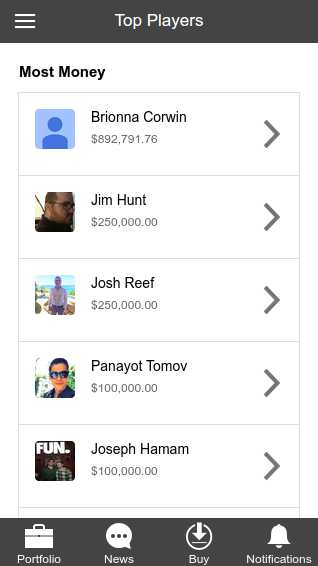 Top Players
Most Money
Brionna Corwin
$892,791.76
Jim Hunt
$250,000.00
Josh Reef
$250,000.00
Panayot Tomov
$100,000.00
FUN.
Joseph Hamam
$100,000.00
Portfolio
News
Buy
Notifications